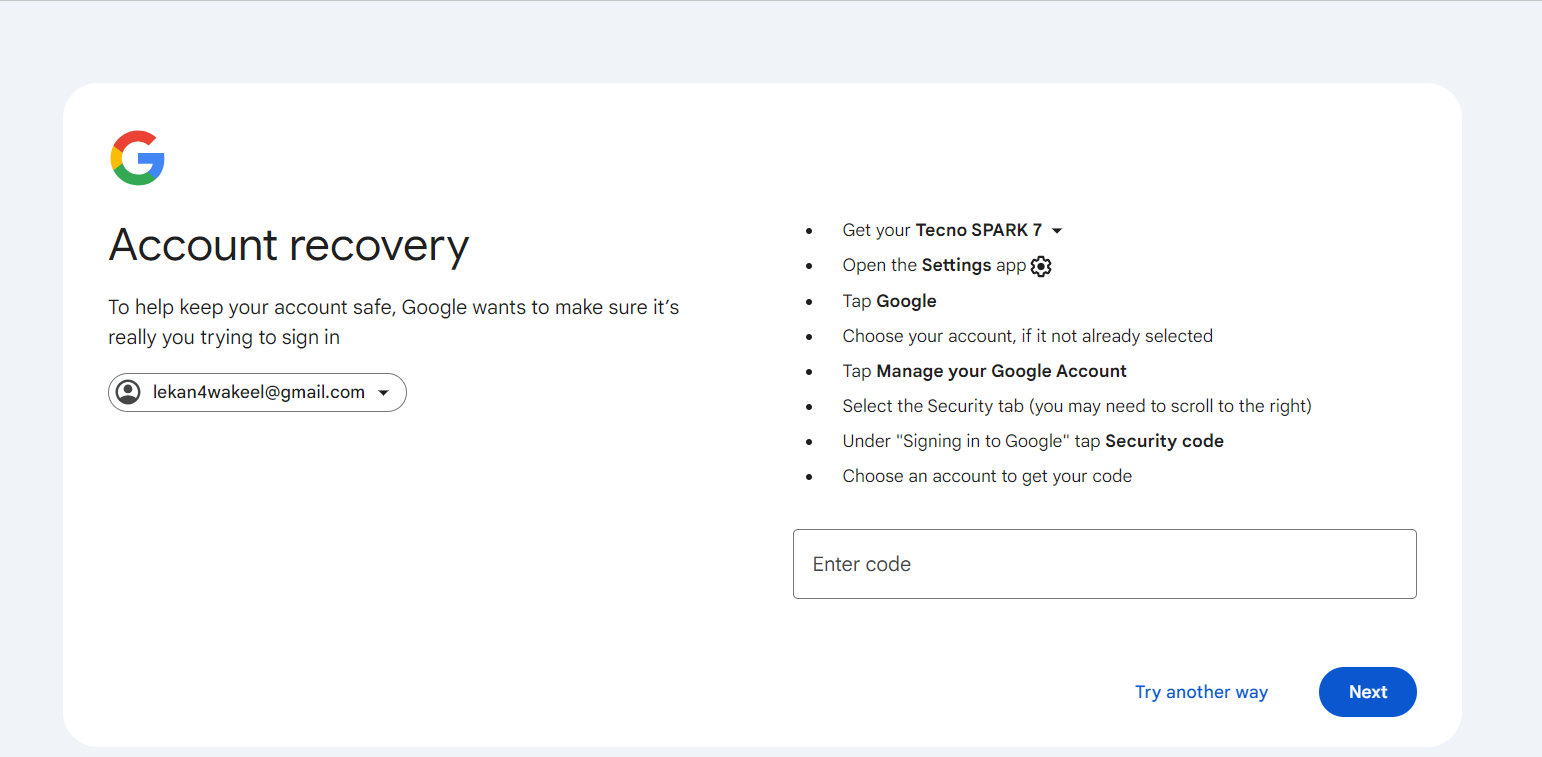 Account recovery
To help keep your account safe, Google wants to make sure it’s
really you trying to sign in
lekan4wakeel@gmail.com
Get your Tecno SPARK 7
Open the Settings app
Tap Google
Choose your account, if it not already selected
Tap Manage your Google Account
Select the Security tab (you may need to scroll to the right)
Under "Signing in to Google" tap Security code
Choose an account to get your code
Enter code
Try another way
Next